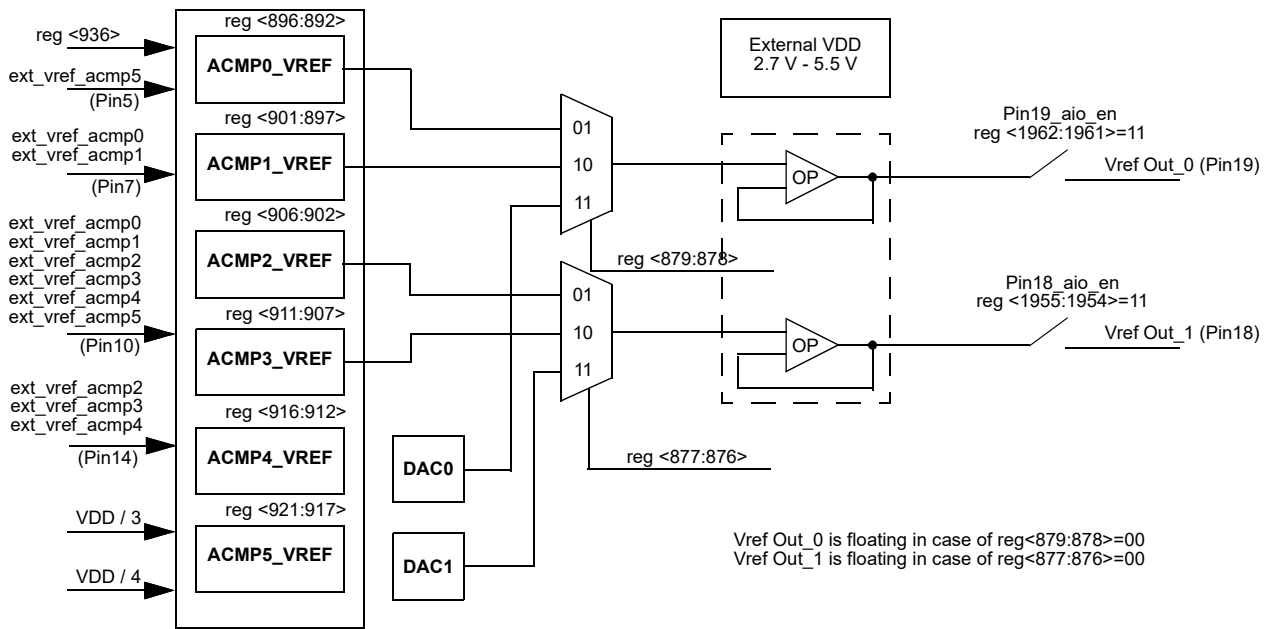 reg <936>
ext_vref_acmp5
(Pin5)
ext_vref_acmp0
ext_vref_acmp1
(Pin7)
ext_vref_acmp0
ext_vref_acmp1
ext_vref_acmp2
ext_vref_acmp3
ext_vref_acmp4
ext_vref_acmp5
(Pin10)
ext_vref_acmp2
ext_vref_acmp3
ext_vref_acmp4
(Pin14)
VDD / 3
VDD / 4
reg <896:892>
ACMP0_VREF
reg <901:897>
ACMP1_VREF
reg <906:902>
ACMP2_VREF
reg <911:907>
ACMP3_VREF
reg <916:912>
ACMP4_VREF
reg <921:917>
ACMP5_VREF
DAC0
DAC1
01
10
11
reg <879:878>
01
10
11
reg <877:876>
External VDD
2.7 V - 5.5 V
OP
OP
Pin19_aio_en
reg <1962:1961>=11
Vref Out_0 (Pin19)
Pin18_aio_en
reg <1955:1954>=11
Vref Out_1 (Pin18)
Vref Out_0 is floating in case of reg<879:878>=00
Vref Out_1 is floating in case of reg<877:876>=00